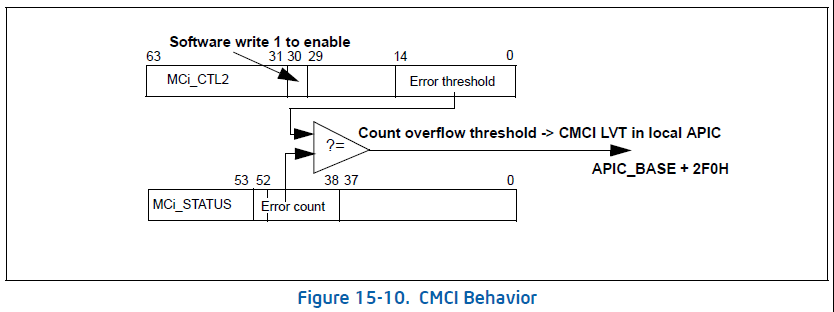 Software write 1 to enable
63 31 30 29 14 0
MCi_CTL2 Error threshold
?=
Count overflow threshold -> CMCI LVT in local APIC
APIC_BASE + 2F0H
53 52 38 37 0
MCi_STATUS Error count
Figure 15-10. CMCI Behavior